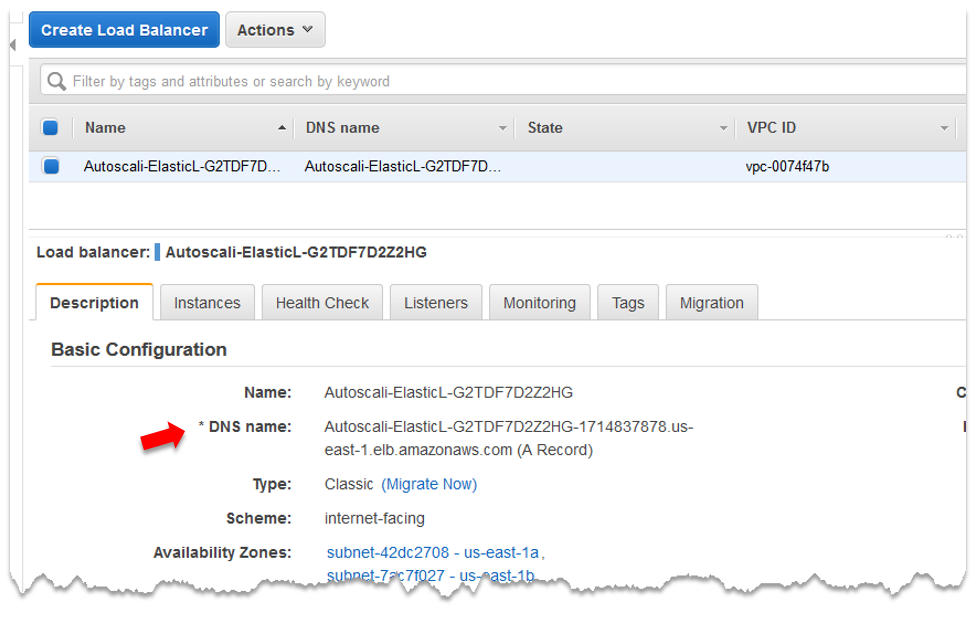 Create Load Balancer Actions
Filter by tags and attributes or search by keyword
Name DNS name State VPC ID
Autoscali-ElasticL-G2TDF7D... Autoscali-ElasticL-G2TDF7D... vpc-0074f47b
Load balancer: Autoscali-ElasticL-G2TDF7D2Z2HG
Description Instances Health Check Listeners Monitoring Tags Migration
Basic Configuration
Name: Autoscali-ElasticL-G2TDF7D2Z2HG
* DNS name: Autoscali-ElasticL-G2TDF7D2Z2HG-1714837878.us-
east-1.elb.amazonaws.com (A Record)
Type: Classic (Migrate Now)
Scheme: internet-facing
Availability Zones: subnet-42dc2708 - us-east-1a,
subnet-7ac7f027 - us-east-1b